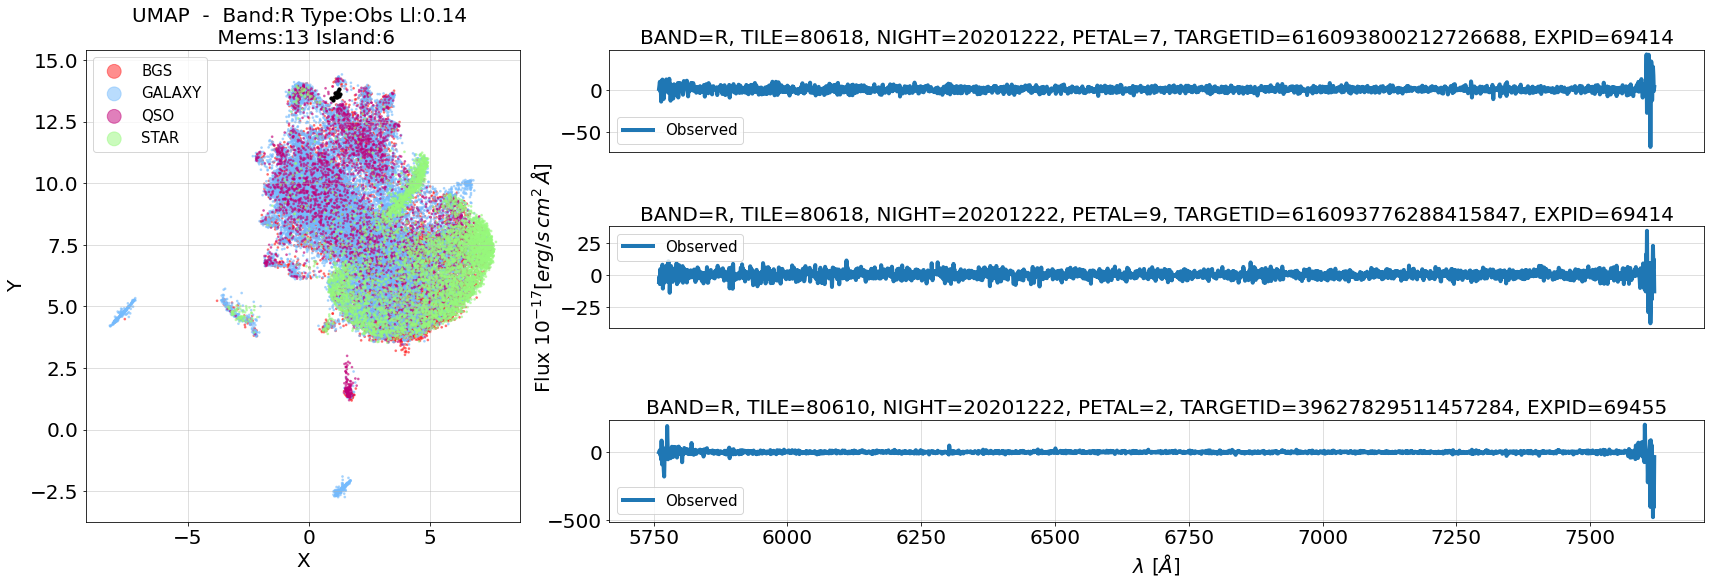 UMAP  -  Band:R Type:Obs Ll:0.14
Mems:13 Island:6
15.0
12.5
10.0
7.5
5.0
2.5
0.0
−2.5
Y
BGS
GALAXY
QSO
STAR
−5
0
5
X
BAND=R, TILE=80618, NIGHT=20201222, PETAL=7, TARGETID=616093800212726688, EXPID=69414
0
−50
Observed
BAND=R, TILE=80618, NIGHT=20201222, PETAL=9, TARGETID=616093776288415847, EXPID=69414
25
0
−25
Observed
Flux 10⁻¹⁷[erg/s cm² Å]
BAND=R, TILE=80610, NIGHT=20201222, PETAL=2, TARGETID=39627829511457284, EXPID=69455
0
−500
Observed
5750
6000
6250
6500
6750
7000
7250
7500
λ [Å]